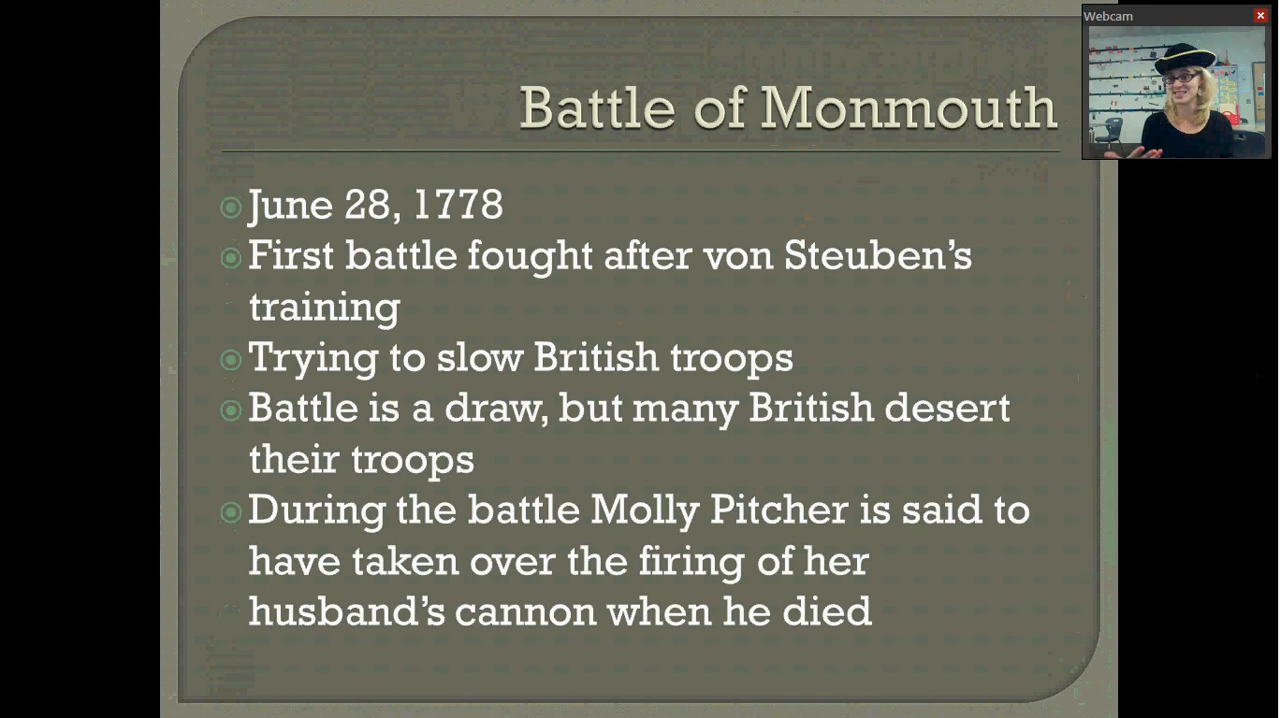 Webcam
Battle of Monmouth
June 28, 1778
First battle fought after von Steuben's
training
Trying to slow British troops
Battle is a draw, but many British desert
their troops
During the battle Molly Pitcher is said to
have taken over the firing of her
husband's cannon when he died